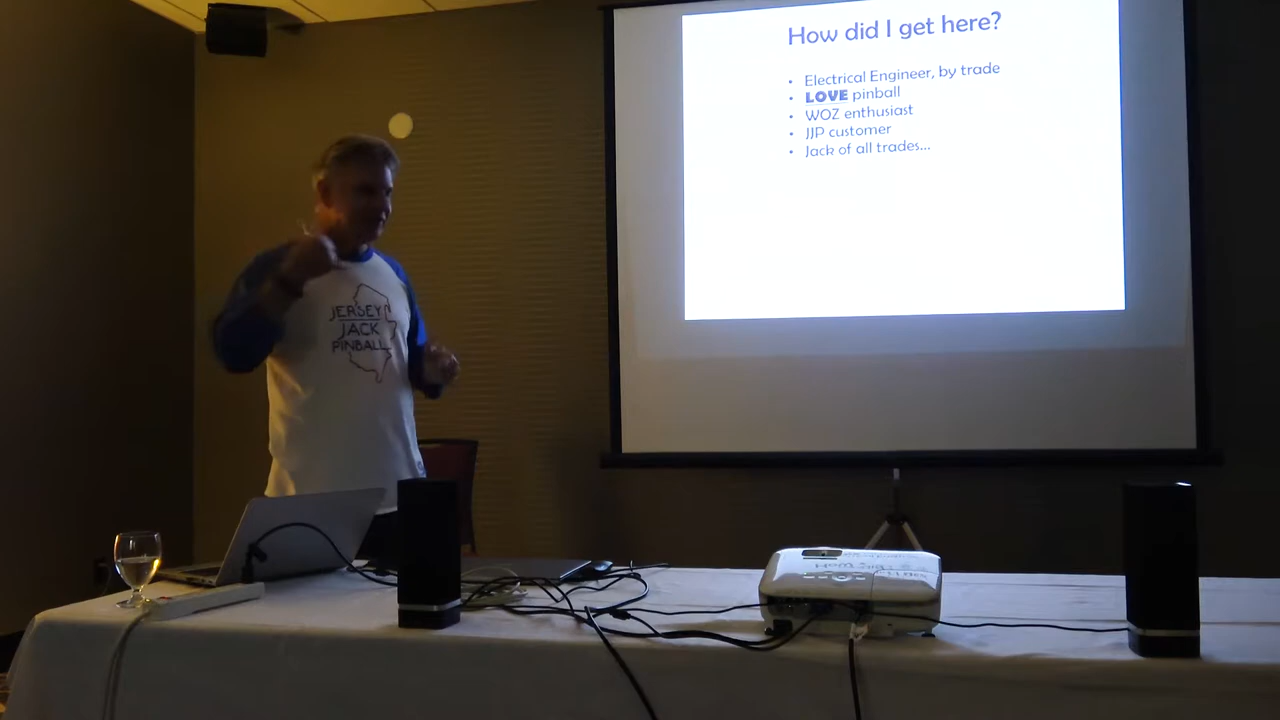 How did I get here?
• Electrical Engineer, by trade
• LOVE pinball
• WOZ enthusiast
• JJP customer
• Jack of all trades...
JERSEY
JACK
PINBALL